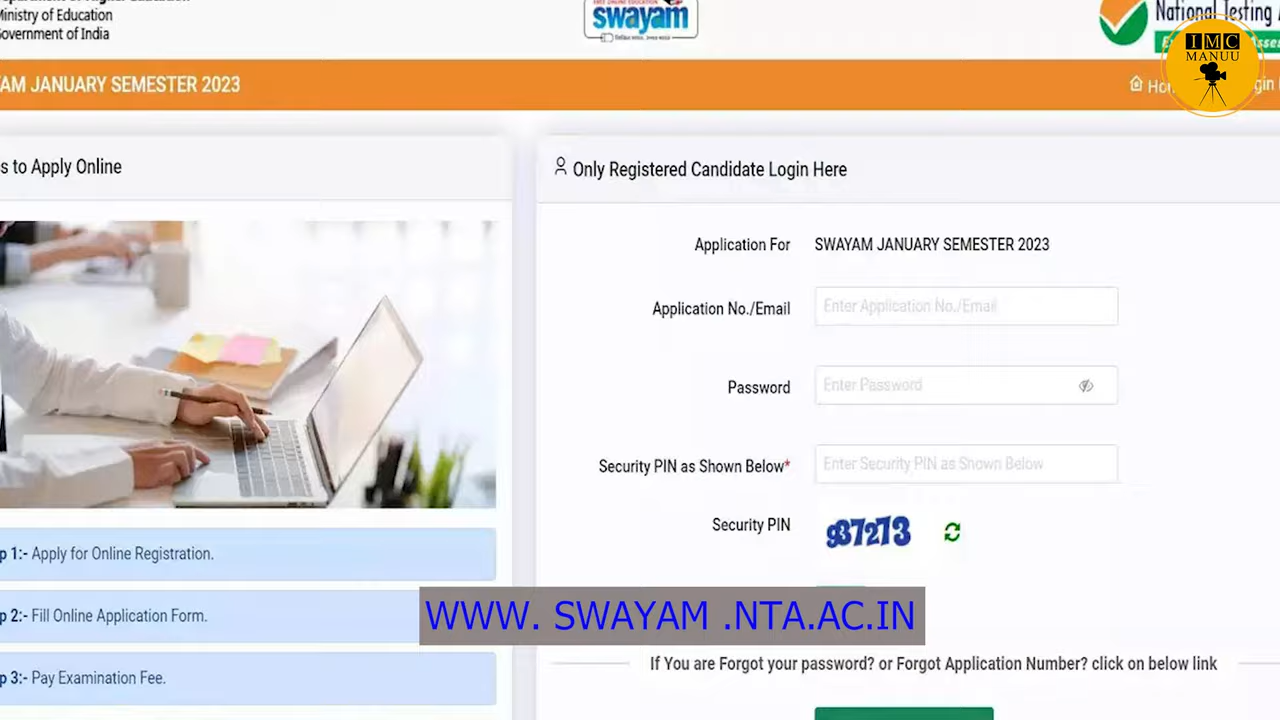 Ministry of Education
Government of India
swayam
National Testing
IMC
MANUU
AM JANUARY SEMESTER 2023
s to Apply Online
Only Registered Candidate Login Here
Application For SWAYAM JANUARY SEMESTER 2023
Application No./Email Enter Application No./Email
Password Enter Password
Security PIN as Shown Below* Enter Security PIN as Shown Below
Security PIN 937273
p 1:- Apply for Online Registration.
p 2:- Fill Online Application Form.
WWW. SWAYAM .NTA.AC.IN
p 3:- Pay Examination Fee.
If You are Forgot your password? or Forgot Application Number? click on below link